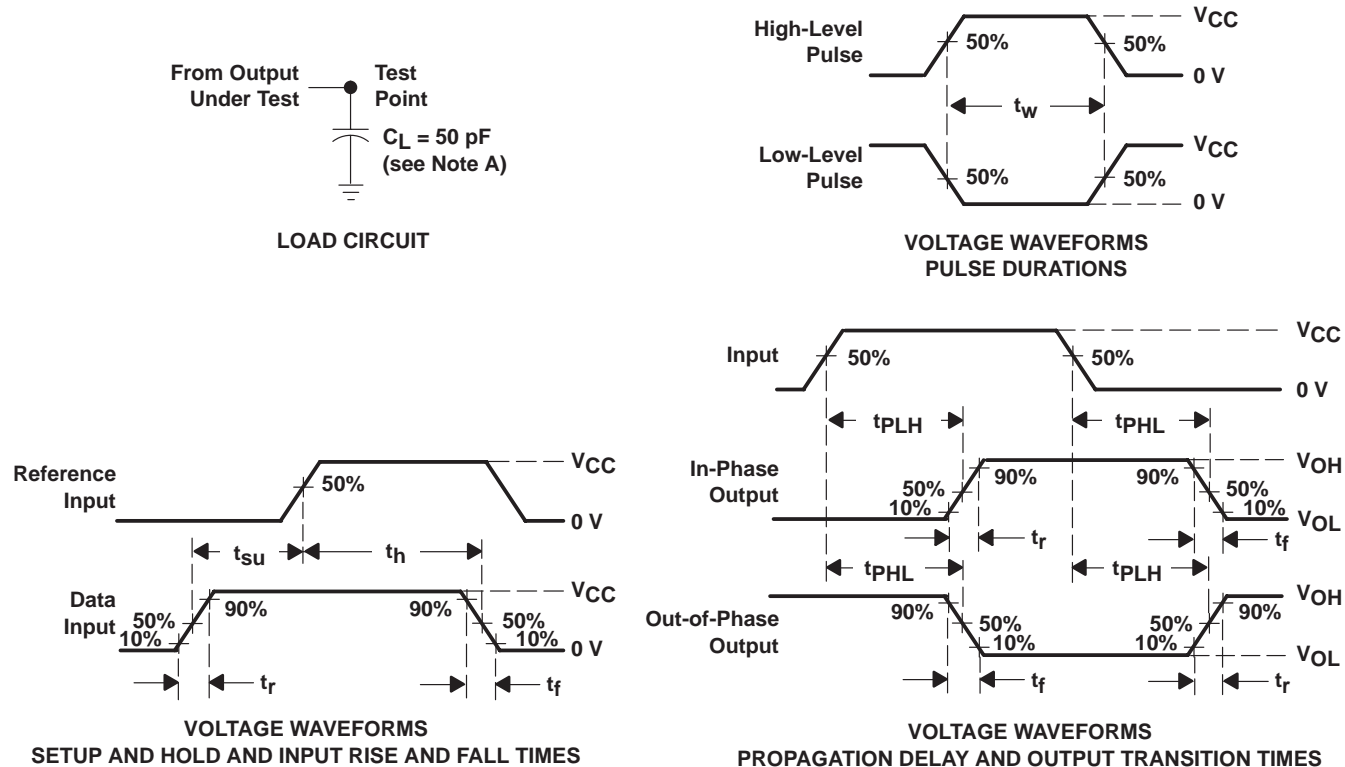 From Output
Under Test
Test
Point
CL = 50 pF
(see Note A)
LOAD CIRCUIT
High-Level
Pulse
50%
50%
VCC
0 V
tw
Low-Level
Pulse
50%
50%
VCC
0 V
VOLTAGE WAVEFORMS
PULSE DURATIONS
Reference
Input
50%
VCC
0 V
tsu
th
Data
Input
50%
10%
90%
90%
50%
10%
VCC
0 V
tr
tf
VOLTAGE WAVEFORMS
SETUP AND HOLD AND INPUT RISE AND FALL TIMES
Input
50%
50%
VCC
0 V
tPLH
tPHL
In-Phase
Output
50%
10%
90%
90%
50%
10%
VOH
VOL
tr
tf
tPHL
tPLH
Out-of-Phase
Output
90%
50%
10%
50%
10%
90%
VOH
VOL
tf
tr
VOLTAGE WAVEFORMS
PROPAGATION DELAY AND OUTPUT TRANSITION TIMES